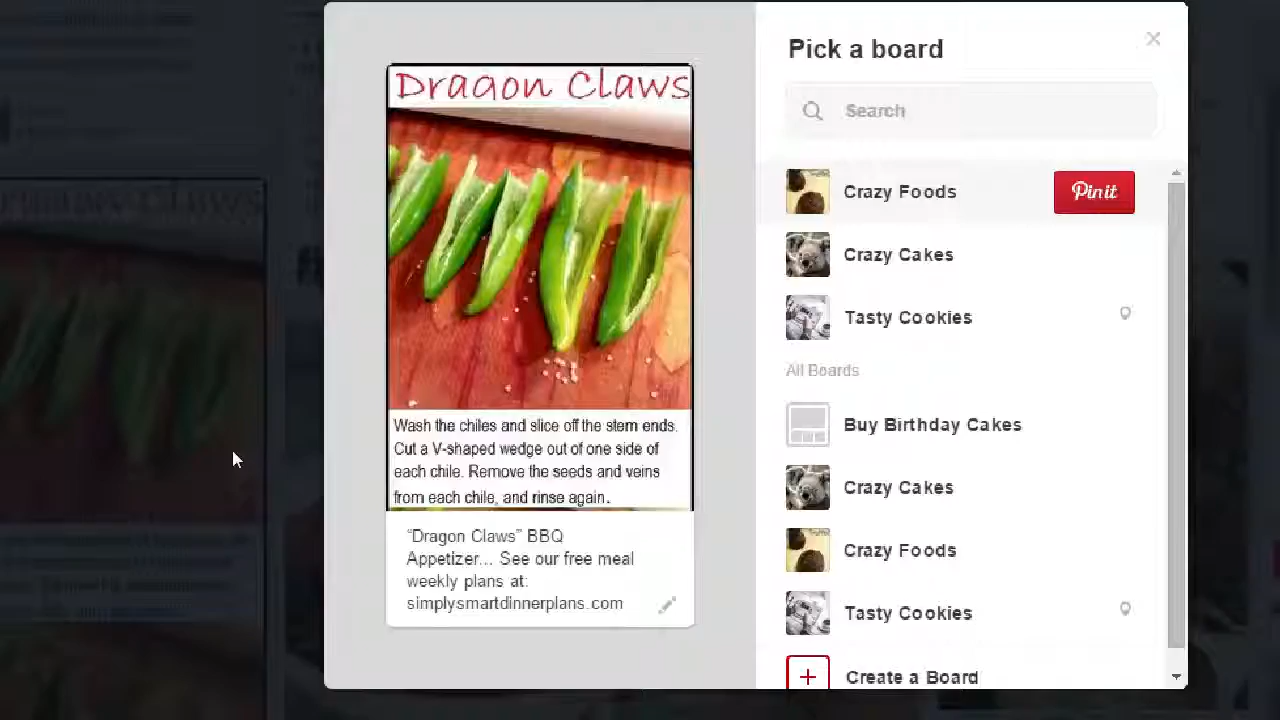 Dragon Claws
Wash the chiles and slice off the stem ends.
Cut a V-shaped wedge out of one side of
each chile. Remove the seeds and veins
from each chile, and rinse again.
“Dragon Claws” BBQ
Appetizer... See our free meal
weekly plans at:
simplysmartdinnerplans.com
Pick a board
Search
Crazy Foods
Pinit
Crazy Cakes
Tasty Cookies
All Boards
Buy Birthday Cakes
Crazy Cakes
Crazy Foods
Tasty Cookies
Create a Board